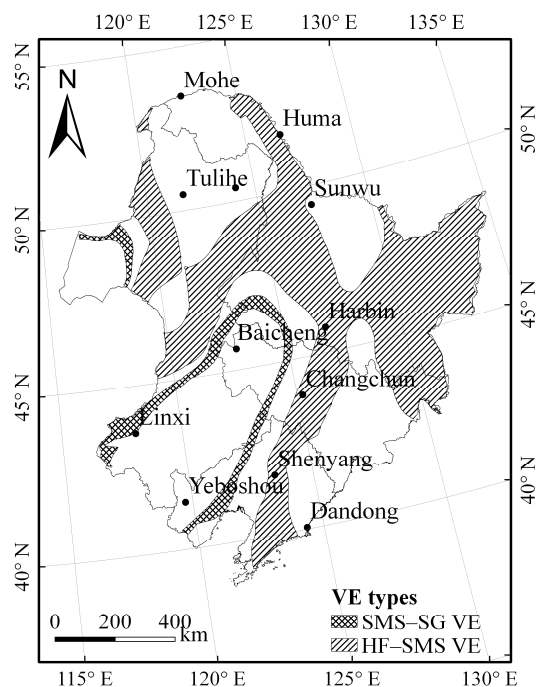 120° E 125° E 130° E 135° E
55° N
N
Mohe
Huma
50° N
Tulihe
Sunwu
50° N
Harbin
45° N
Baicheng
Changchun
45° N
Linxi
Shenyang
40° N
Yeboshou
Dandong
40° N
VE types
SMS–SG VE
HF–SMS VE
0 200 400
km
115° E 120° E 125° E 130° E